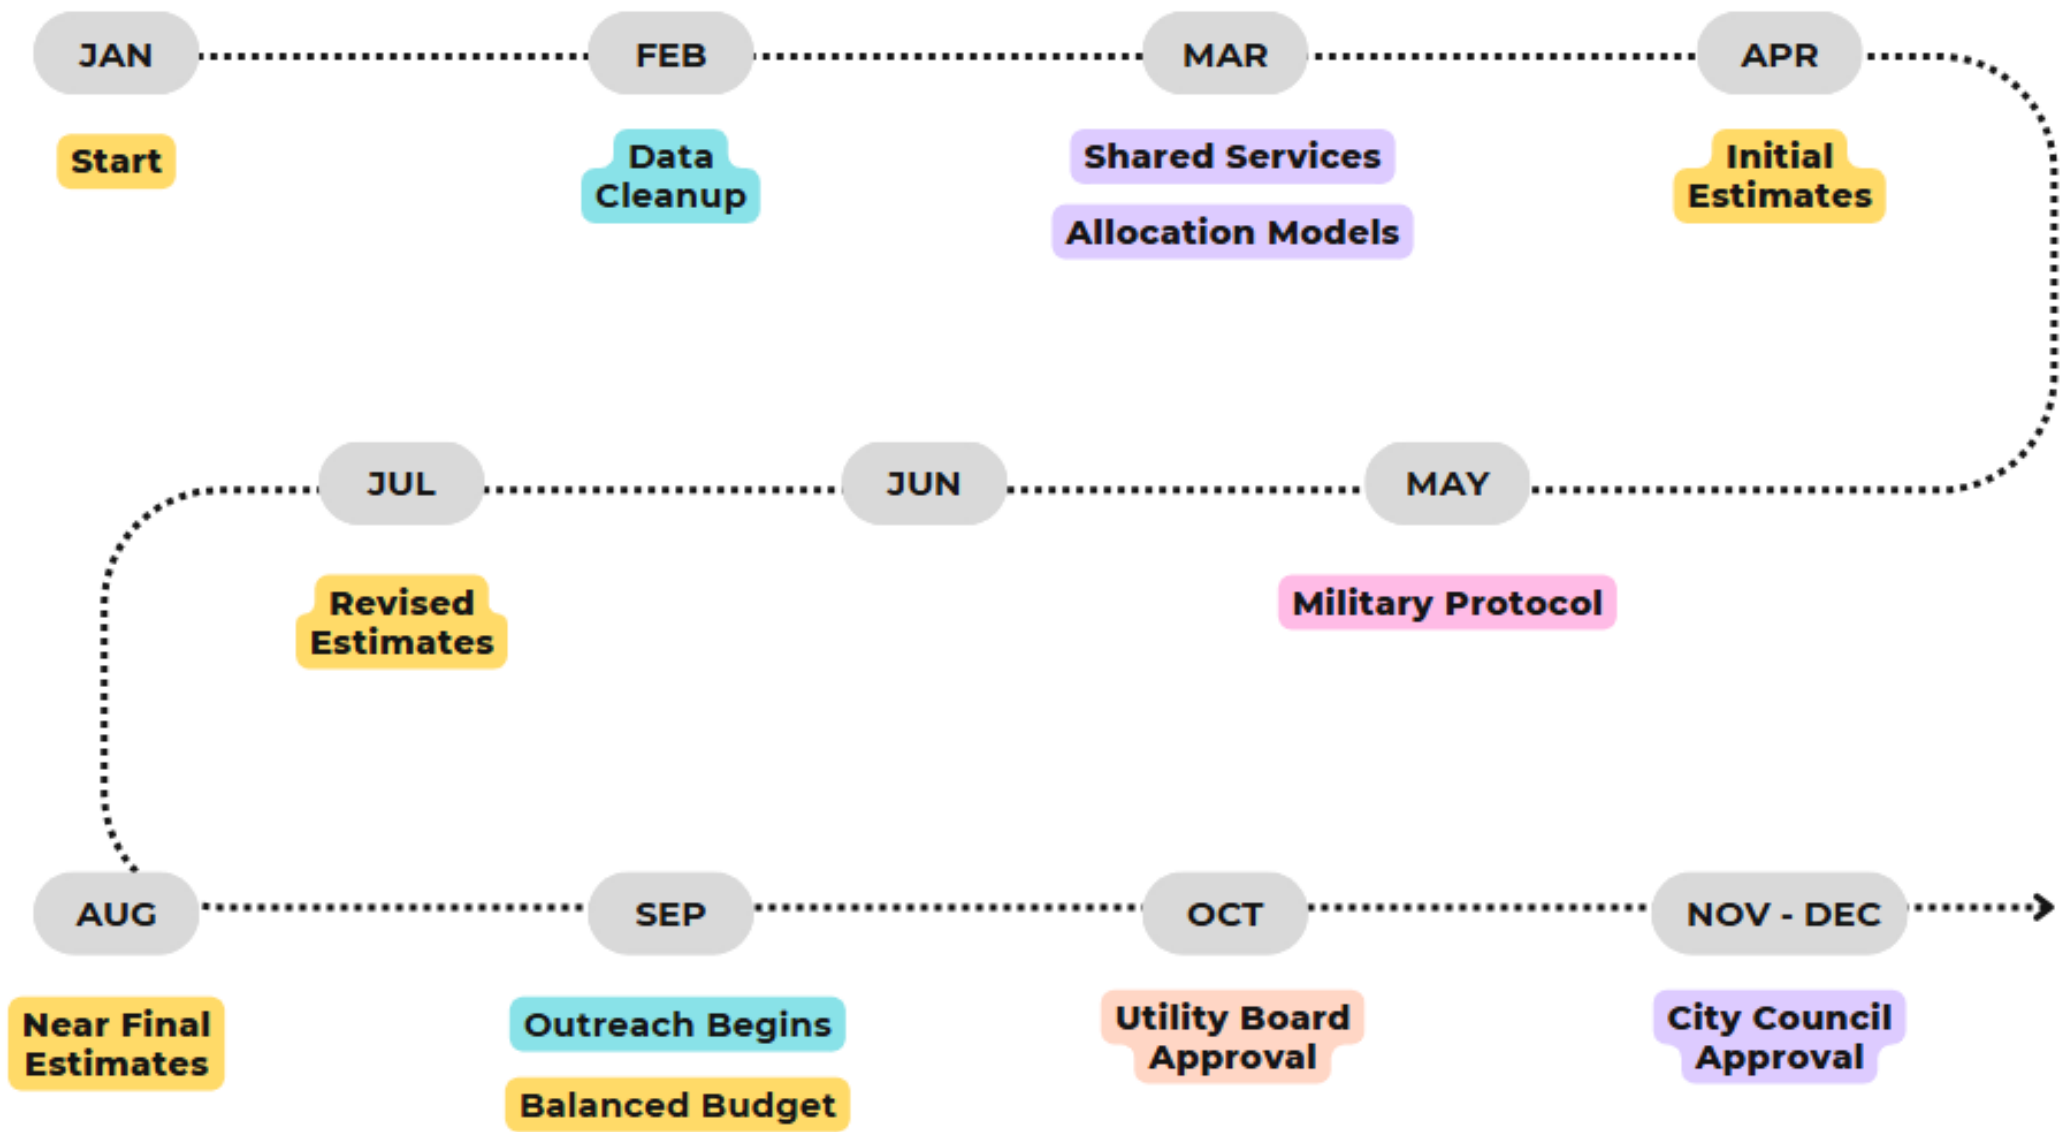 JAN
FEB
MAR
APR
Start
Data
Cleanup
Shared Services
Allocation Models
Initial
Estimates
JUL
JUN
MAY
Revised
Estimates
Military Protocol
AUG
SEP
OCT
NOV - DEC
Near Final
Estimates
Outreach Begins
Balanced Budget
Utility Board
Approval
City Council
Approval